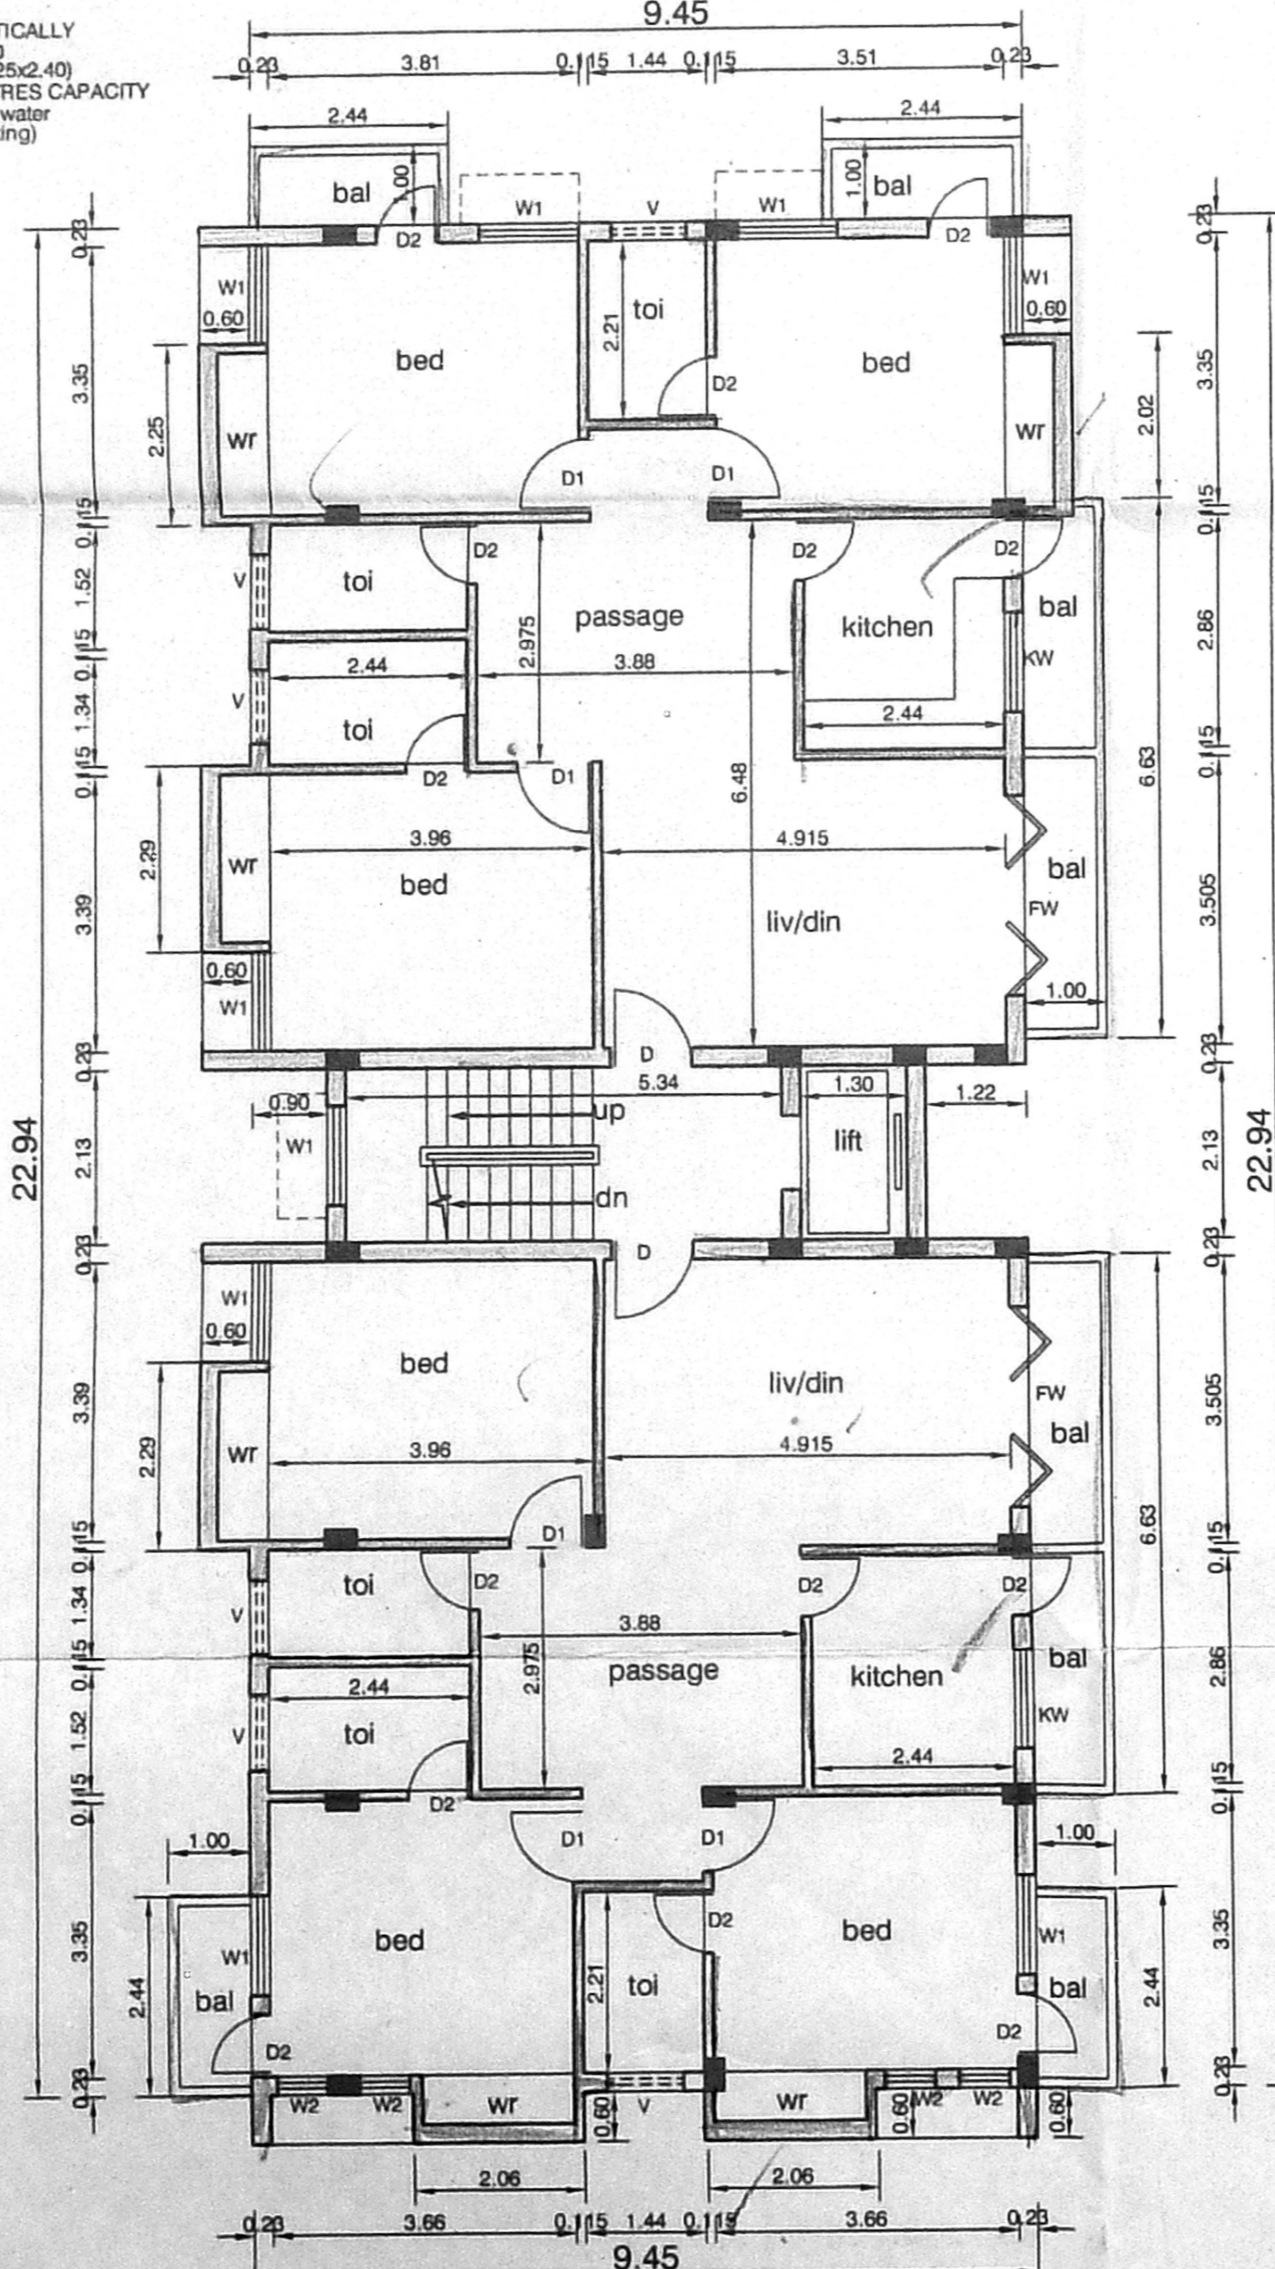 TICALLY
25x2.40)
TRES CAPACITY
water
ting)
9.45
0.23 3.81 0.115 1.44 0.115 3.51 0.23
2.44 2.44
bal 1.00 1.00 bal
W1 V W1
0.23 D2 D2 0.23
W1 toi W1
0.60 2.21 0.60
bed bed
3.35 D2 3.35
2.25 wr wr 2.02
D1 D1
0.115 0.115
D2 D2 D2
V toi
1.52 passage kitchen bal 2.86
0.115 2.975 3.88 KW
2.44 2.44
V toi
1.34
0.115 D2 D1 0.115
6.48 6.63
3.96 4.915
2.29 wr bed bal
3.39 liv/din FW 3.505
0.60 1.00
W1
0.23 D 0.23
5.34 1.30 1.22
0.90 up
W1 lift
22.94 2.13 2.13 22.94
dn
0.23 D 0.23
W1
0.60
bed liv/din FW
3.39 3.505
bal
2.29 wr 3.96 4.915
D1
0.115 6.63 0.115
toi D2 D2 D2
1.34 V 3.88
0.115 2.975 passage kitchen bal 2.86
2.44 KW
1.52 V toi 2.44
0.115 D2 0.115
1.00 D1 D1 1.00
D2
bed bed
3.35 W1 W1 3.35
2.44 bal 2.21 toi bal 2.44
D2 D2
0.23 0.23
W2 W2 wr 0.60 V wr 0.60 W2 W2 0.60
2.06 2.06
0.23 3.66 0.115 1.44 0.115 3.66 0.23
9.45